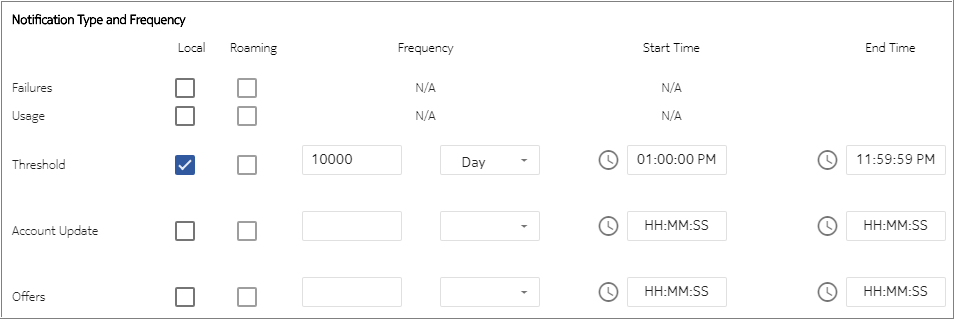 Notification Type and Frequency
Local Roaming Frequency Start Time End Time
Failures N/A N/A
Usage N/A N/A
Threshold 10000 Day 01:00:00 PM 11:59:59 PM
Account Update HH:MM:SS HH:MM:SS
Offers HH:MM:SS HH:MM:SS